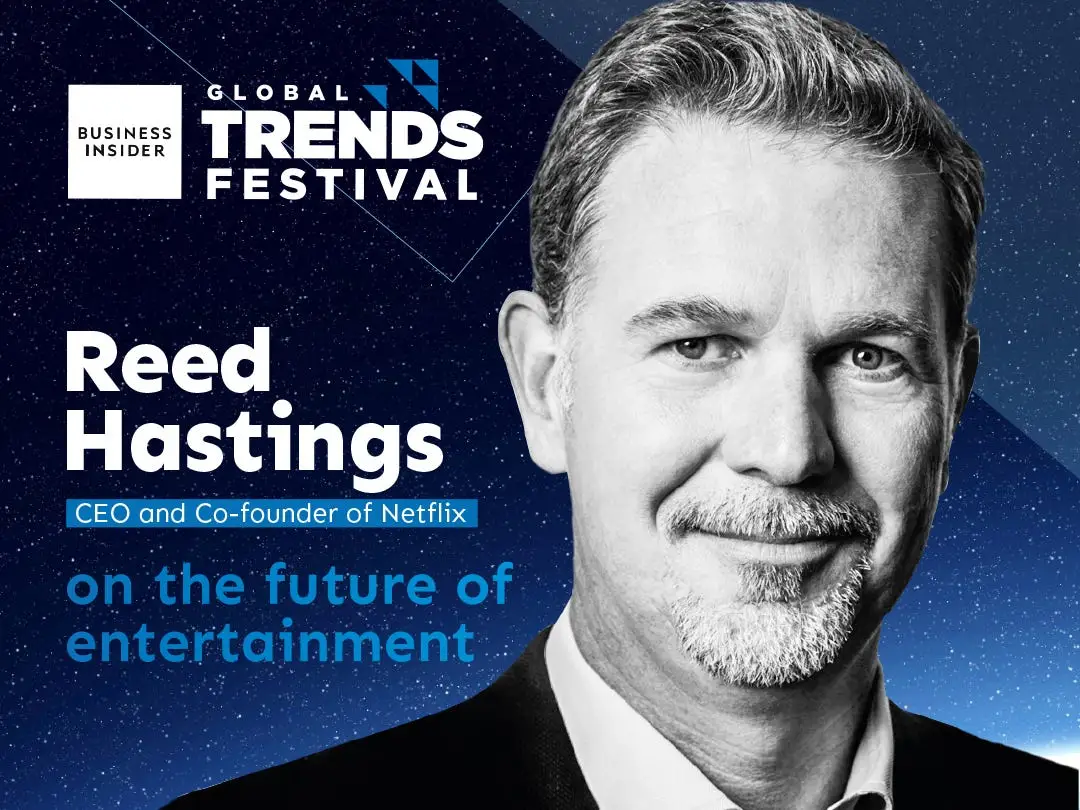 BUSINESS
INSIDER
GLOBAL
TRENDS
FESTIVAL
Reed
Hastings
CEO and Co-founder of Netflix
on the future of
entertainment